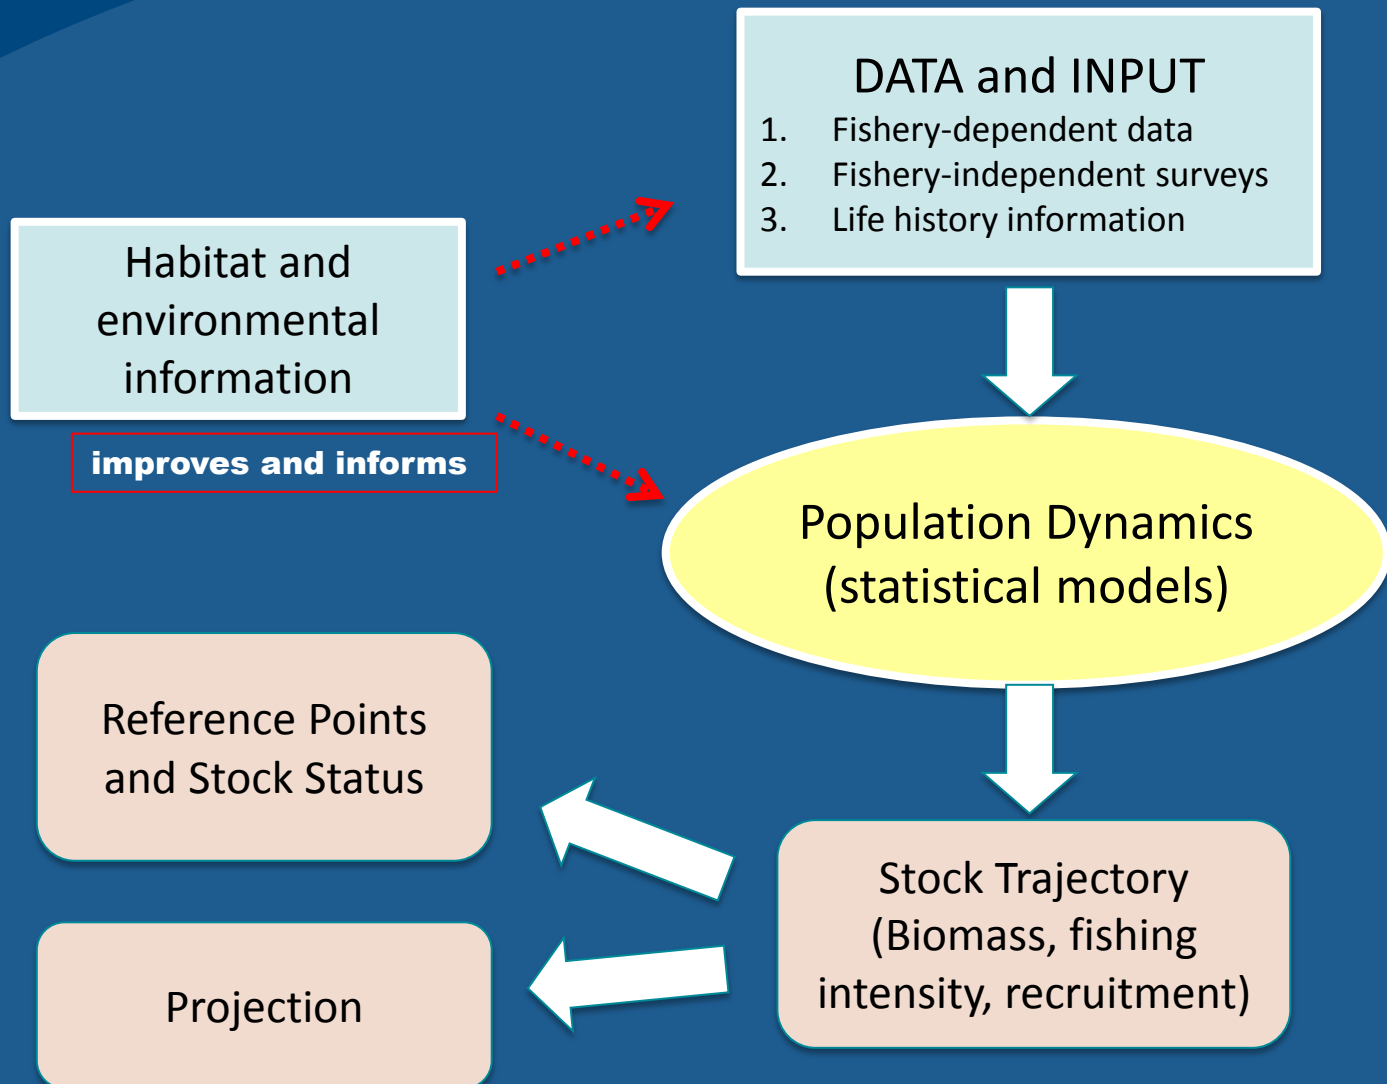 DATA and INPUT
1. Fishery-dependent data
2. Fishery-independent surveys
3. Life history information
Habitat and
environmental
information
improves and informs
Population Dynamics
(statistical models)
Reference Points
and Stock Status
Stock Trajectory
(Biomass, fishing
intensity, recruitment)
Projection